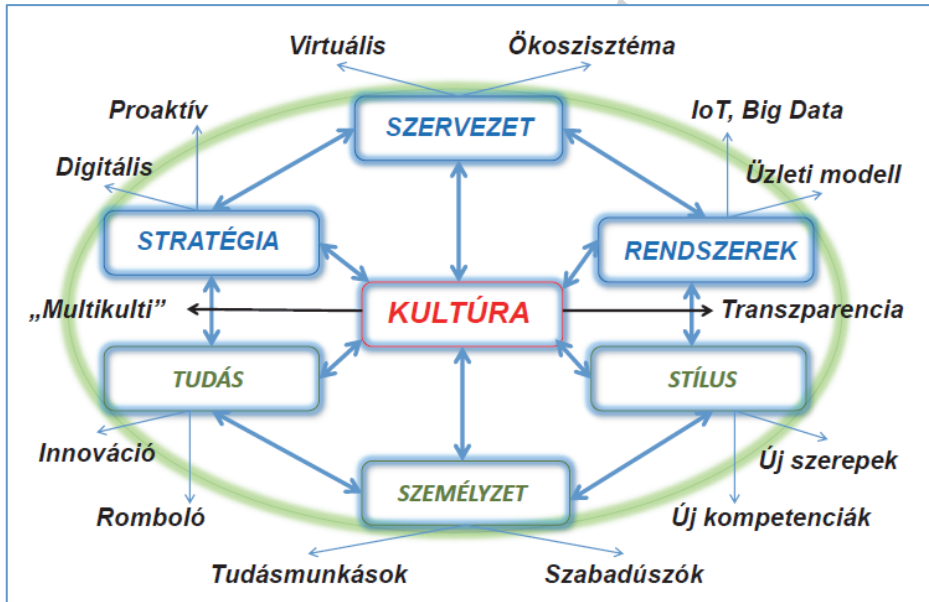 Virtuális
Ökoszisztéma
Proaktív
SZERVEZET
IoT, Big Data
Digitális
Üzleti modell
STRATÉGIA
RENDSZEREK
„Multikulti”
KULTÚRA
Transzparencia
TUDÁS
STÍLUS
Innováció
Új szerepek
SZEMÉLYZET
Romboló
Új kompetenciák
Tudásmunkások
Szabadúszók